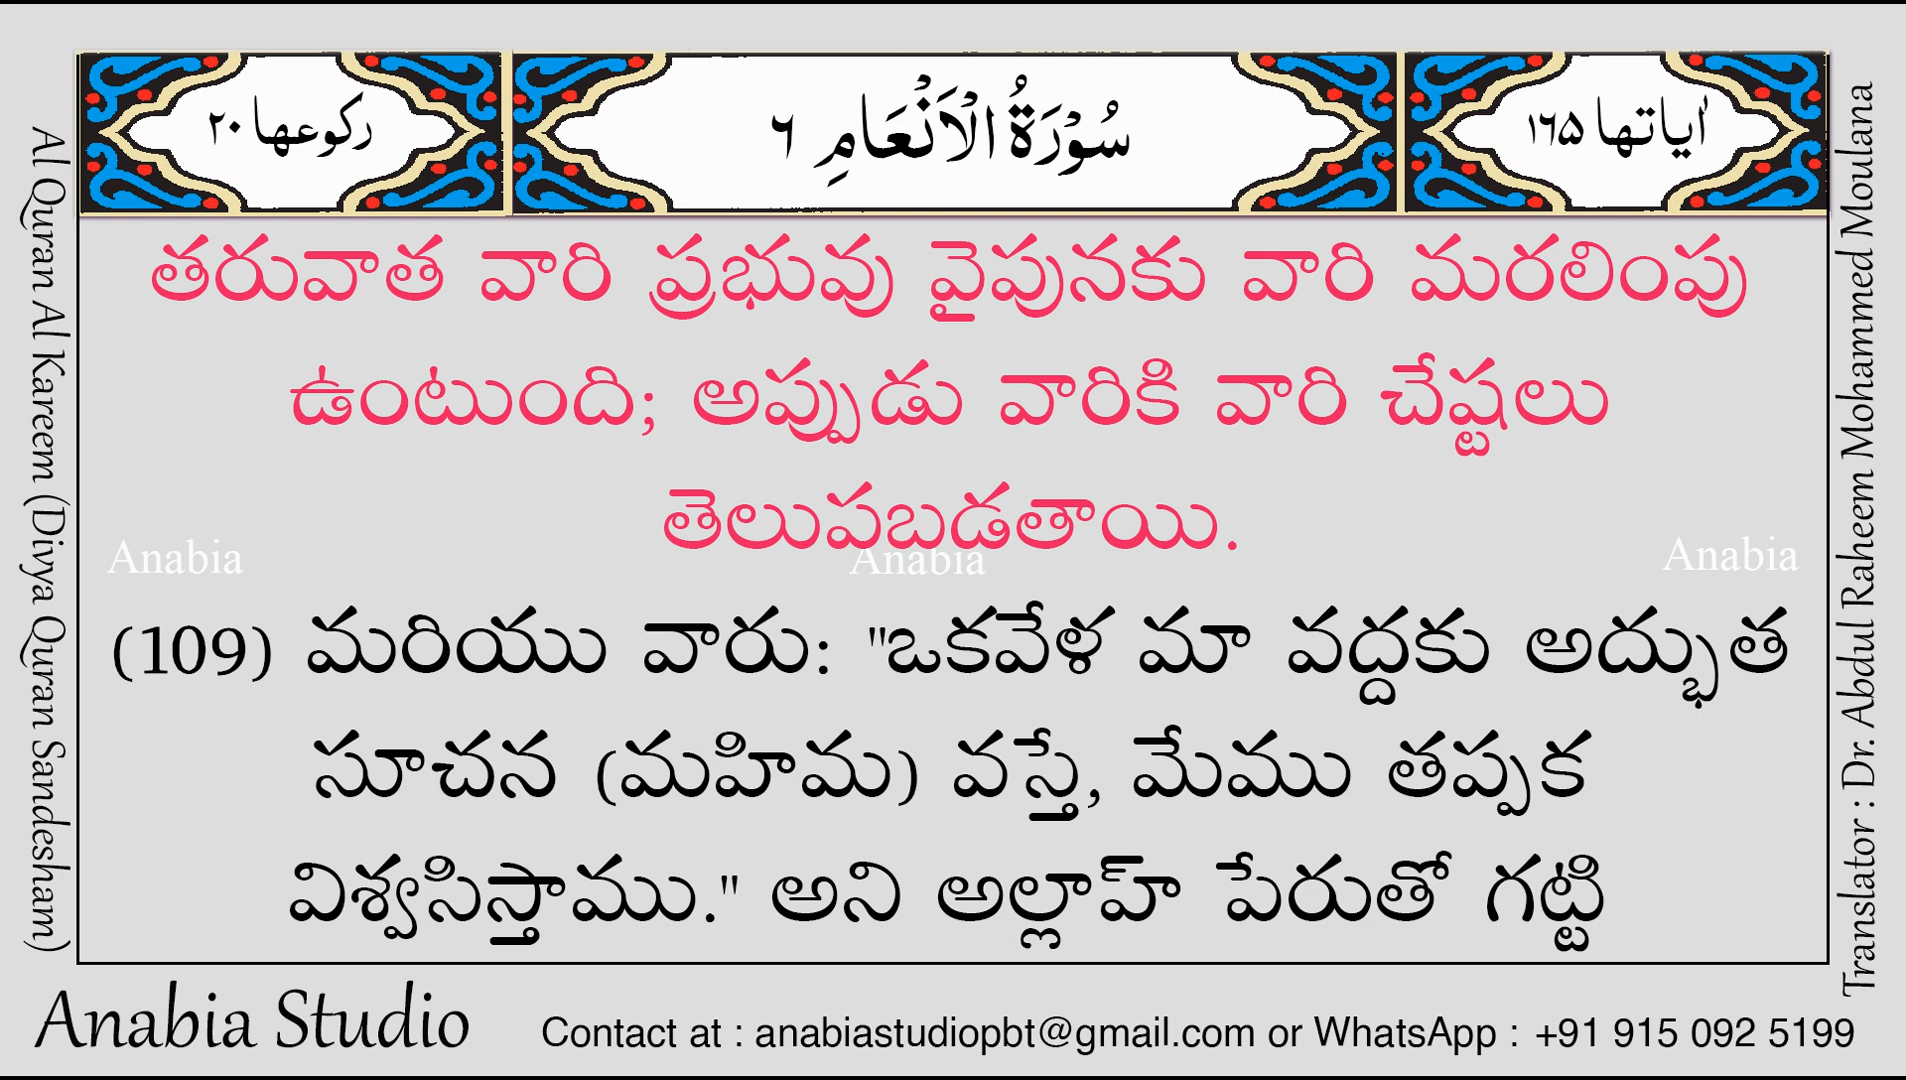 رکوعها ٢٠
سُوْرَةُ الْاَنْعَامِ ٦
اٰیاتها ١٦٥
తరువాత వారి ప్రభువు వైపునకు వారి మరలింపు
ఉంటుంది; అప్పుడు వారికి వారి చేష్టలు
తెలుపబడతాయి.
Anabia
Anabia
Anabia
(109) మరియు వారు: "ఒకవేళ మా వద్దకు అద్భుత
సూచన (మహిమ) వస్తే, మేము తప్పక
విశ్వసిస్తాము." అని అల్లాహ్ పేరుతో గట్టి
Al Quran Al Kareem (Divya Quran Sandesham)
Translator : Dr. Abdul Raheem Mohammed Moulana
Anabia Studio
Contact at : anabiastudiopbt@gmail.com or WhatsApp : +91 915 092 5199